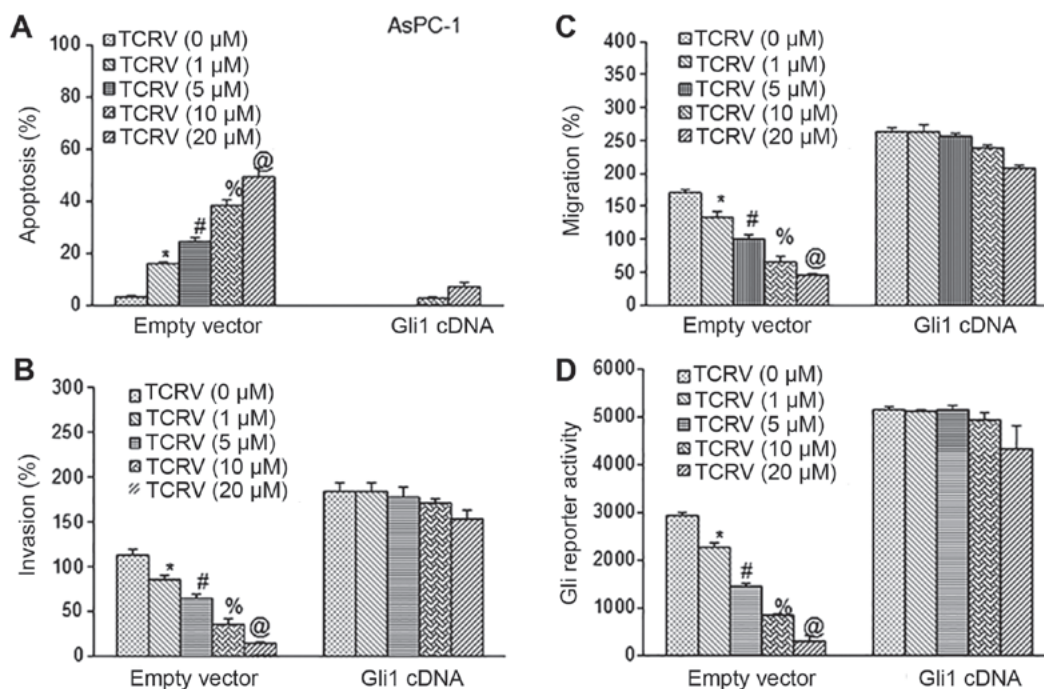 A
AsPC-1
Apoptosis (%)
100
80
60
40
20
0
TCRV (0 µM)
TCRV (1 µM)
TCRV (5 µM)
TCRV (10 µM)
TCRV (20 µM)
*
#
%
@
Empty vector
Gli1 cDNA
C
Migration (%)
400
350
300
250
200
150
100
50
0
TCRV (0 µM)
TCRV (1 µM)
TCRV (5 µM)
TCRV (10 µM)
TCRV (20 µM)
*
#
%
@
Empty vector
Gli1 cDNA
B
Invasion (%)
300
250
200
150
100
50
0
TCRV (0 µM)
TCRV (1 µM)
TCRV (5 µM)
TCRV (10 µM)
TCRV (20 µM)
*
#
%
@
Empty vector
Gli1 cDNA
D
Gli reporter activity
6000
5000
4000
3000
2000
1000
0
TCRV (0 µM)
TCRV (1 µM)
TCRV (5 µM)
TCRV (10 µM)
TCRV (20 µM)
*
#
%
@
Empty vector
Gli1 cDNA